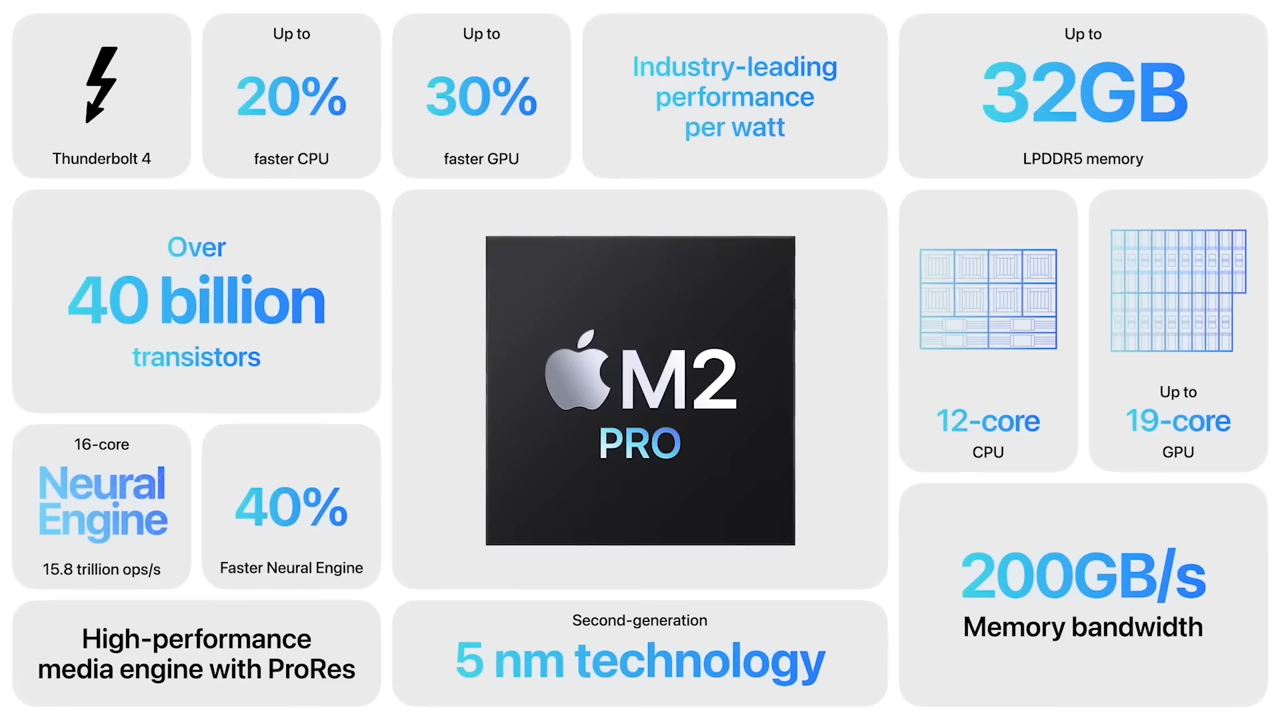 Thunderbolt 4
Up to
20%
faster CPU
Up to
30%
faster GPU
Industry-leading
performance
per watt
Up to
32GB
LPDDR5 memory
Over
40 billion
transistors
M2
PRO
12-core
CPU
Up to
19-core
GPU
16-core
Neural
Engine
15.8 trillion ops/s
40%
Faster Neural Engine
200GB/s
Memory bandwidth
High-performance
media engine with ProRes
Second-generation
5 nm technology